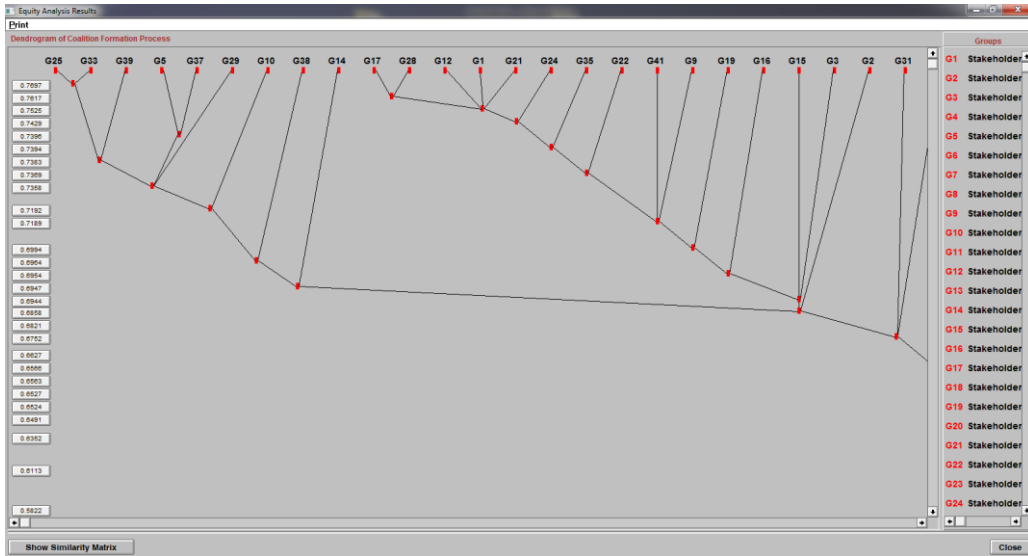 Equity Analysis Results
Print
Dendrogram of Coalition Formation Process
Groups
G25 G33 G39 G5 G37 G29 G10 G38 G14 G17 G28 G12 G1 G21 G24 G35 G22 G41 G9 G19 G16 G15 G3 G2 G31
0.7697
0.7617
0.7525
0.7429
0.7396
0.7394
0.7383
0.7369
0.7358
0.7192
0.7189
0.6994
0.6964
0.6954
0.6947
0.6944
0.6858
0.6821
0.6752
0.6627
0.6566
0.6563
0.6527
0.6524
0.6491
0.6352
0.6113
0.5822
G1 Stakeholder
G2 Stakeholder
G3 Stakeholder
G4 Stakeholder
G5 Stakeholder
G6 Stakeholder
G7 Stakeholder
G8 Stakeholder
G9 Stakeholder
G10 Stakeholder
G11 Stakeholder
G12 Stakeholder
G13 Stakeholder
G14 Stakeholder
G15 Stakeholder
G16 Stakeholder
G17 Stakeholder
G18 Stakeholder
G19 Stakeholder
G20 Stakeholder
G21 Stakeholder
G22 Stakeholder
G23 Stakeholder
G24 Stakeholder
Show Similarity Matrix
Close